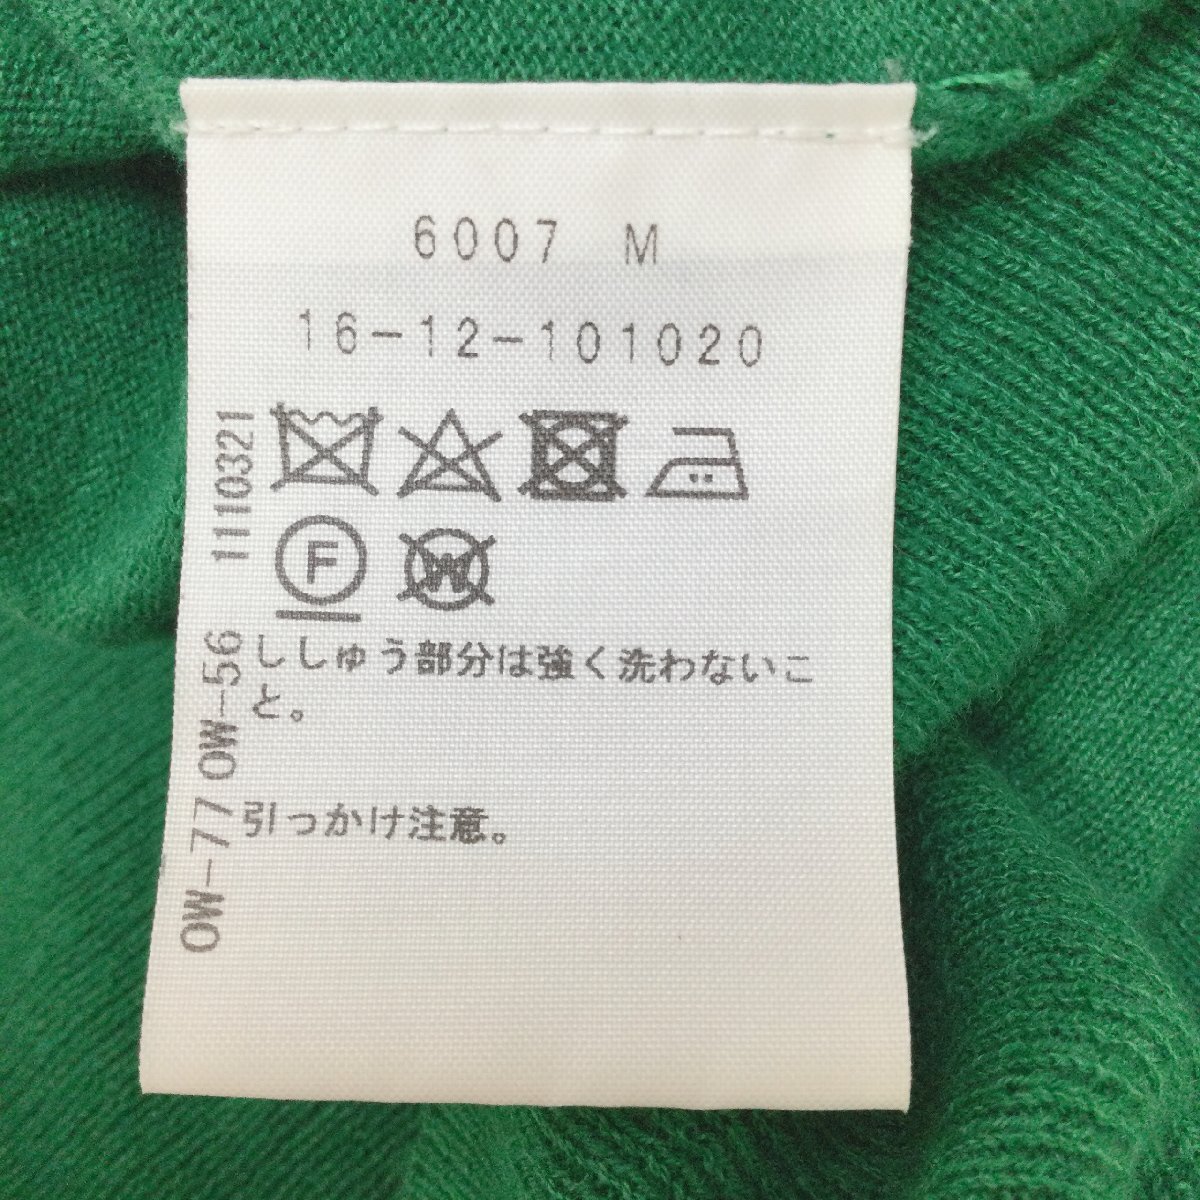 6007 M
16-12-101020
F
W
ししゅう部分は強く洗わないこ
と。
引っかけ注意。
OW-77 OW-56 1110321